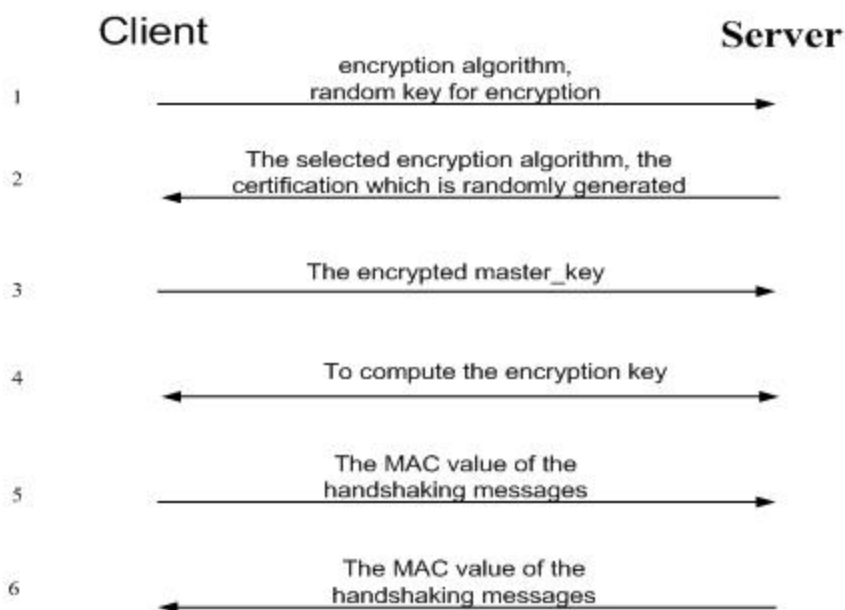 Client
Server
1
encryption algorithm,
random key for encryption
2
The selected encryption algorithm, the
certification which is randomly generated
3
The encrypted master_key
4
To compute the encryption key
5
The MAC value of the
handshaking messages
6
The MAC value of the
handshaking messages